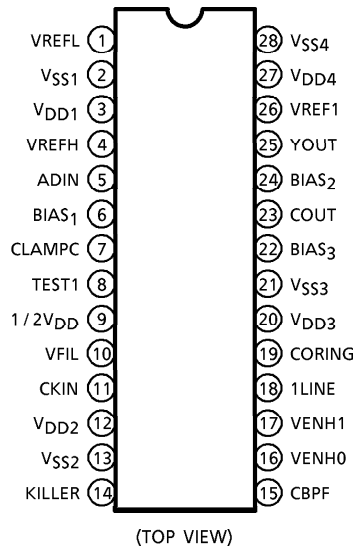 VREFL 1
VSS1 2
VDD1 3
VREFH 4
ADIN 5
BIAS1 6
CLAMPC 7
TEST1 8
1/2VDD 9
VFIL 10
CKIN 11
VDD2 12
VSS2 13
KILLER 14
28 VSS4
27 VDD4
26 VREF1
25 YOUT
24 BIAS2
23 COUT
22 BIAS3
21 VSS3
20 VDD3
19 CORING
18 1LINE
17 VENH1
16 VENH0
15 CBPF
(TOP VIEW)